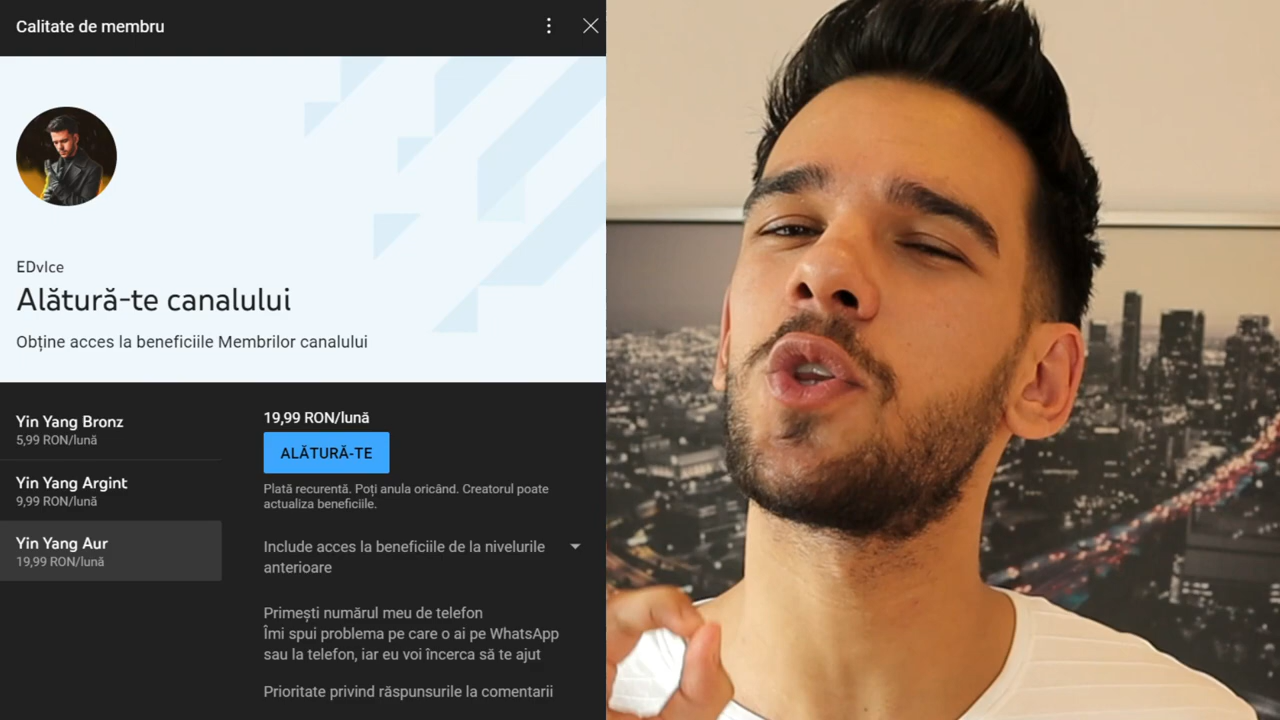 Calitate de membru
EDvIce
Alătură-te canalului
Obține acces la beneficiile Membrilor canalului
Yin Yang Bronz
5,99 RON/lună
Yin Yang Argint
9,99 RON/lună
Yin Yang Aur
19,99 RON/lună
19,99 RON/lună
ALĂTURĂ-TE
Plată recurentă. Poți anula oricând. Creatorul poate
actualiza beneficiile.
Include acces la beneficiile de la nivelurile
anterioare
Primești numărul meu de telefon
Îmi spui problema pe care o ai pe WhatsApp
sau la telefon, iar eu voi încerca să te ajut
Prioritate privind răspunsurile la comentarii